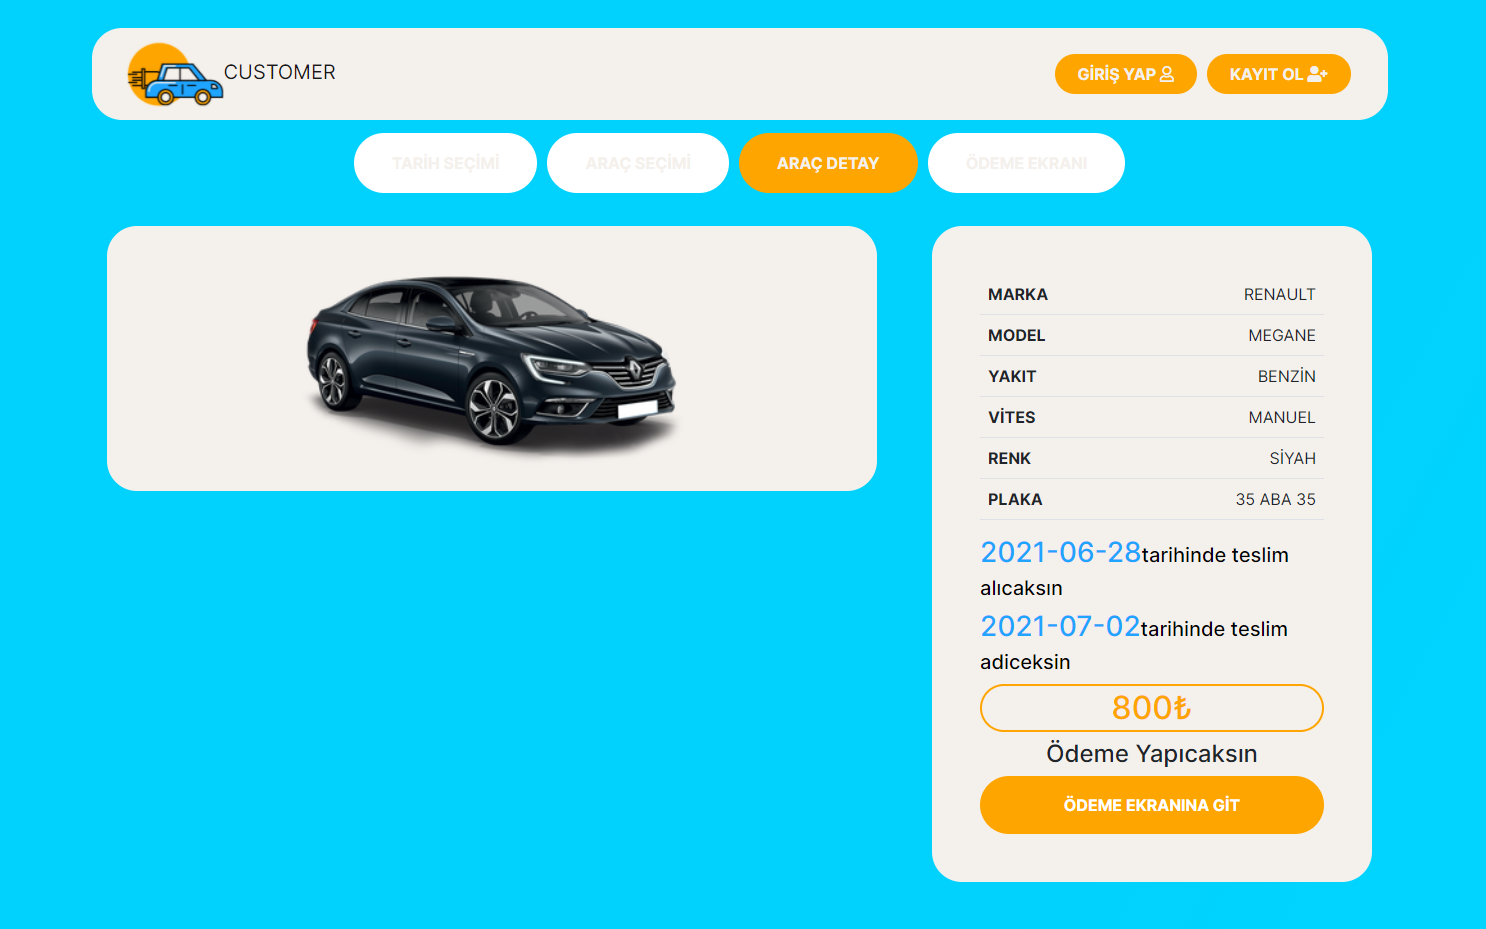 CUSTOMER
GİRİŞ YAP
KAYIT OL
TARİH SEÇİMİ
ARAÇ SEÇİMİ
ARAÇ DETAY
ÖDEME EKRANI
MARKA RENAULT
MODEL MEGANE
YAKIT BENZİN
VİTES MANUEL
RENK SİYAH
PLAKA 35 ABA 35
2021-06-28tarihinde teslim
alıcaksın
2021-07-02tarihinde teslim
adiceksin
800₺
Ödeme Yapıcaksın
ÖDEME EKRANINA GİT